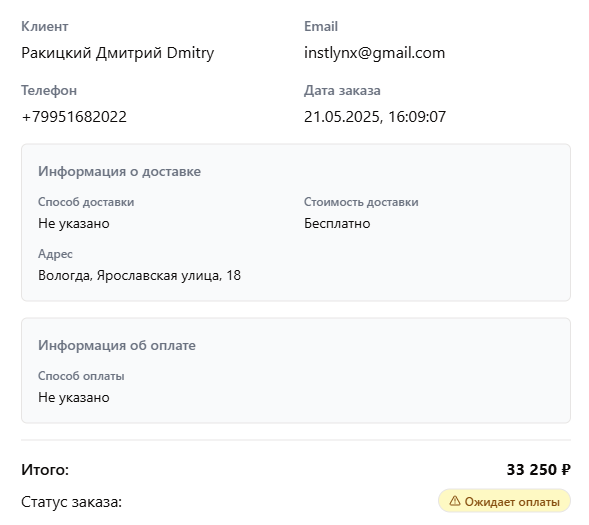 Клиент
Email
Ракицкий Дмитрий Dmitry
instlynx@gmail.com
Телефон
Дата заказа
+79951682022
21.05.2025, 16:09:07
Информация о доставке
Способ доставки
Стоимость доставки
Не указано
Бесплатно
Адрес
Вологда, Ярославская улица, 18
Информация об оплате
Способ оплаты
Не указано
Итого:
33 250 ₽
Статус заказа:
Ожидает оплаты